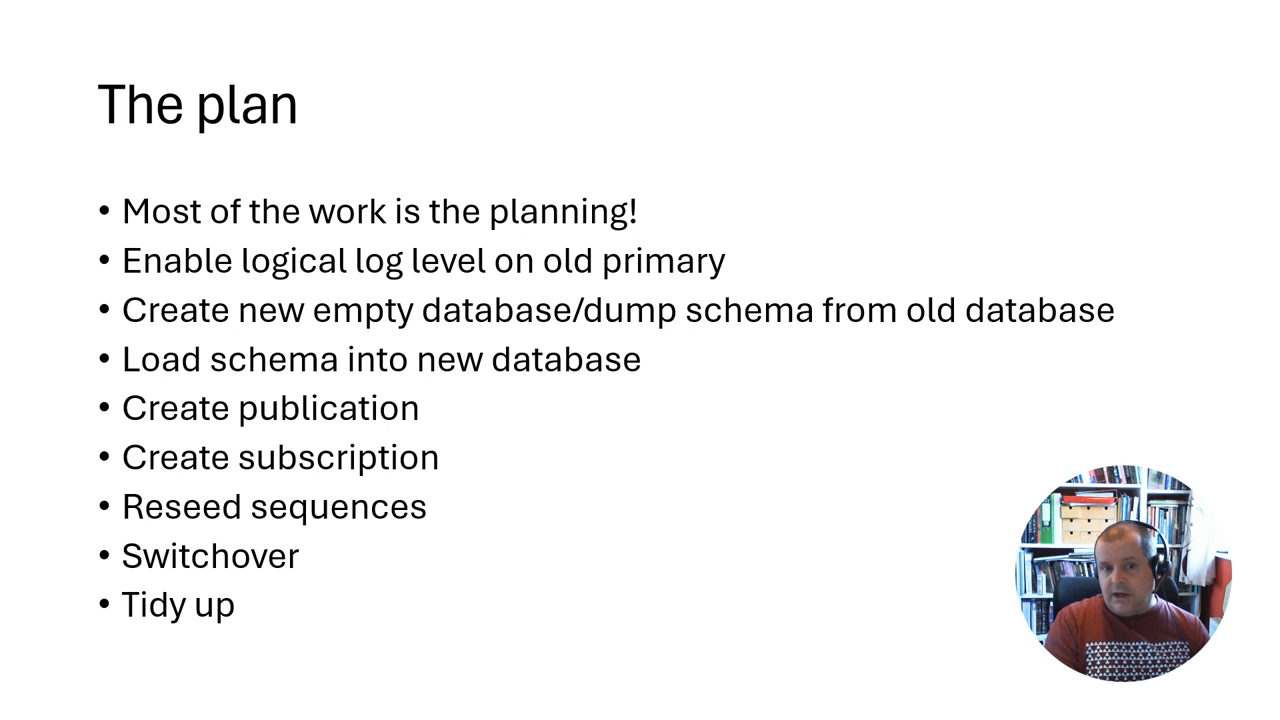 The plan
• Most of the work is the planning!
• Enable logical log level on old primary
• Create new empty database/dump schema from old database
• Load schema into new database
• Create publication
• Create subscription
• Reseed sequences
• Switchover
• Tidy up